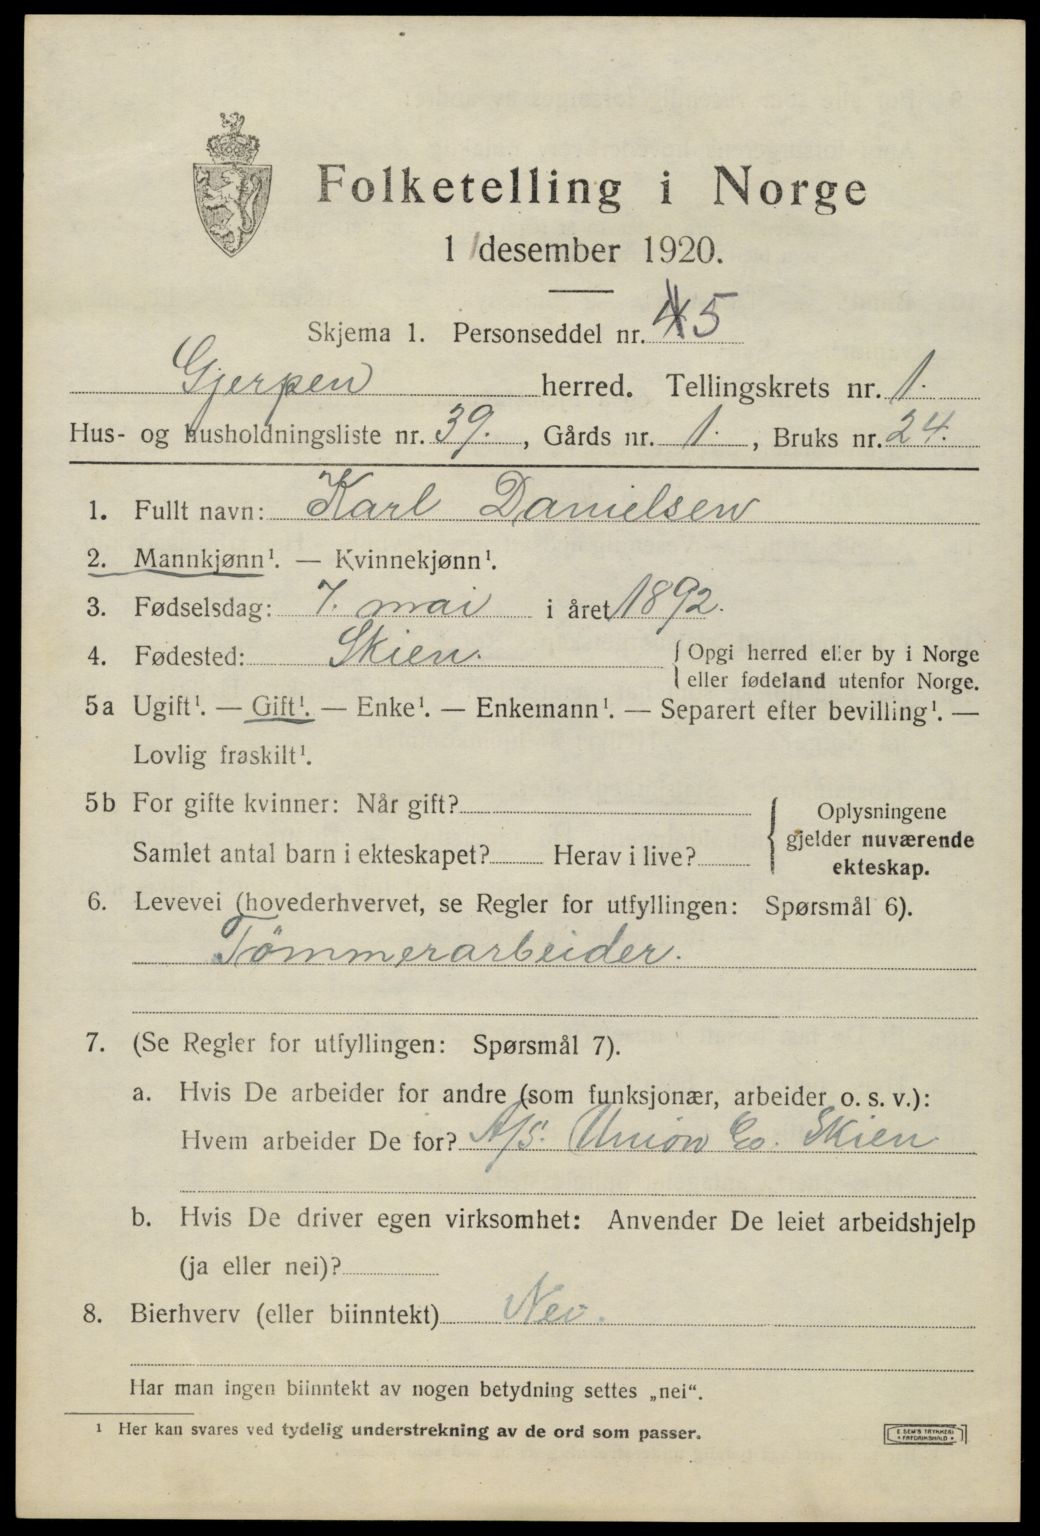 Folketelling i Norge
1 desember 1920.
Skjema 1. Personseddel nr. 5
Gjerpen herred. Tellingskrets nr. 1.
Hus- og husholdningsliste nr. 39. , Gårds nr. 1. , Bruks nr. 24.
1. Fullt navn: Karl Danielsen
2. Mannkjønn¹. — Kvinnekjønn¹.
3. Fødselsdag: 7. mai i året 1892.
4. Fødested: Skien. { Opgi herred eller by i Norge
eller fødeland utenfor Norge.
5a Ugift¹. — Gift¹. — Enke¹. — Enkemann¹. — Separert efter bevilling¹. —
Lovlig fraskilt¹.
5b For gifte kvinner: Når gift?
Samlet antal barn i ekteskapet? Herav i live?
{ Oplysningene
gjelder nuværende
ekteskap.
6. Levevei (hovederhvervet, se Regler for utfyllingen: Spørsmål 6).
Tömmerarbeider.
7. (Se Regler for utfyllingen: Spørsmål 7).
a. Hvis De arbeider for andre (som funksjonær, arbeider o. s. v.):
Hvem arbeider De for? A/S. Union Co. Skien
b. Hvis De driver egen virksomhet: Anvender De leiet arbeidshjelp
(ja eller nei)?
8. Bierhverv (eller biinntekt) Nei.
Har man ingen biinntekt av nogen betydning settes „nei“.
¹ Her kan svares ved tydelig understrekning av de ord som passer.
E. SEM'S TRYKKERI
• FREDRIKSHALD •